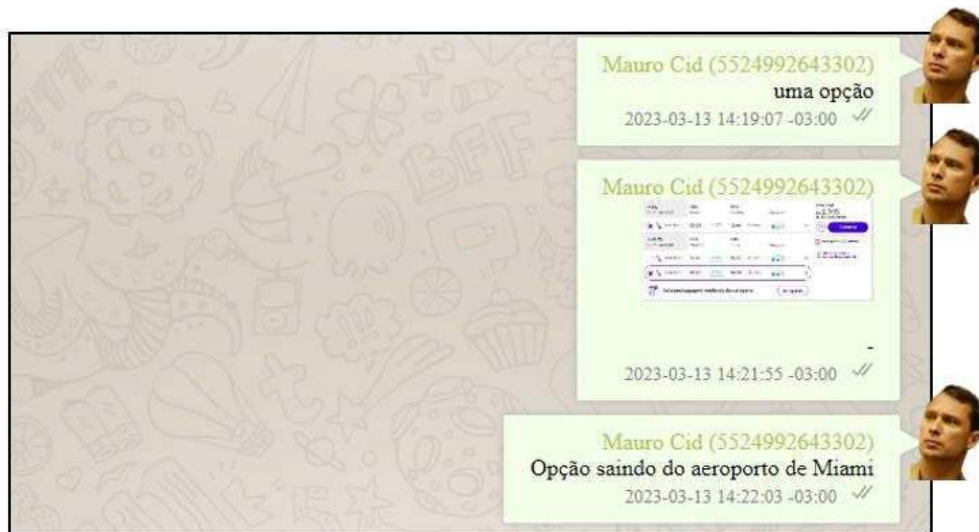 Mauro Cid (5524992643302)
uma opção
2023-03-13 14:19:07 -03:00
Mauro Cid (5524992643302)
-
2023-03-13 14:21:55 -03:00
Mauro Cid (5524992643302)
Opção saindo do aeroporto de Miami
2023-03-13 14:22:03 -03:00